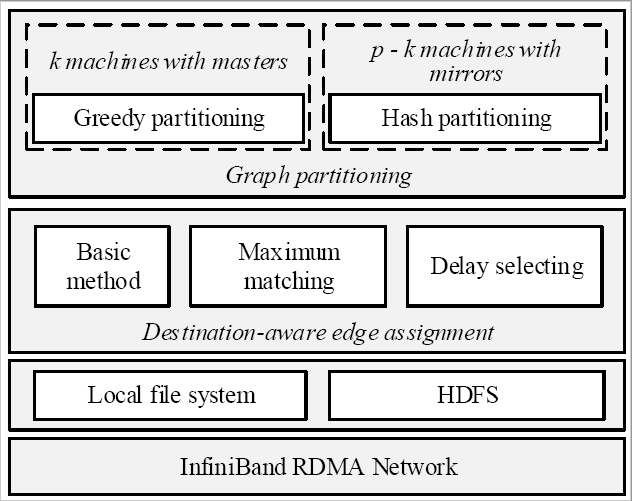 k machines with masters
p - k machines with
mirrors
Greedy partitioning
Hash partitioning
Graph partitioning
Basic
method
Maximum
matching
Delay selecting
Destination-aware edge assignment
Local file system
HDFS
InfiniBand RDMA Network